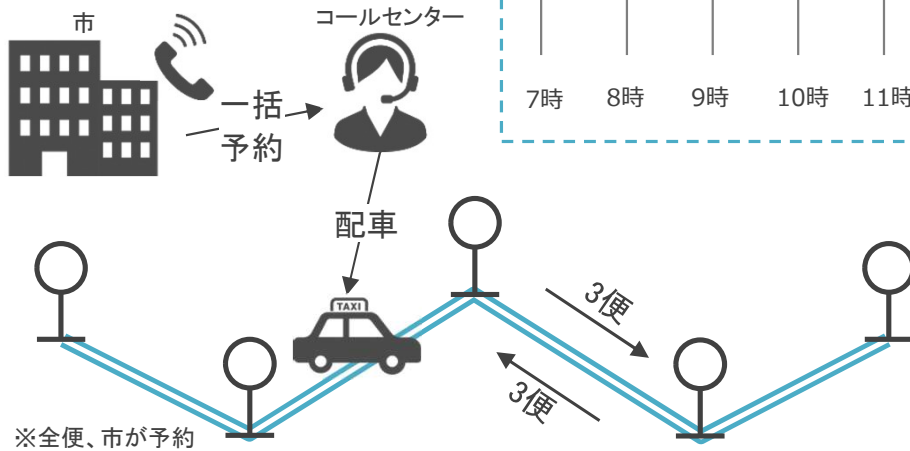 市
コールセンター
一括
予約
7時 8時 9時 10時 11時
配車
TAXI
3便
3便
※全便、市が予約